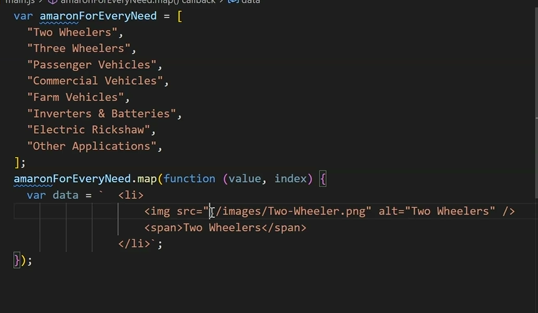 main.js > amaronForEveryNeed.map() callback > data
var amaronForEveryNeed = [
"Two Wheelers",
"Three Wheelers",
"Passenger Vehicles",
"Commercial Vehicles",
"Farm Vehicles",
"Inverters & Batteries",
"Electric Rickshaw",
"Other Applications",
];
amaronForEveryNeed.map(function (value, index) {
var data = ` <li>
<img src="./images/Two-Wheeler.png" alt="Two Wheelers" />
<span>Two Wheelers</span>
</li>`;
});